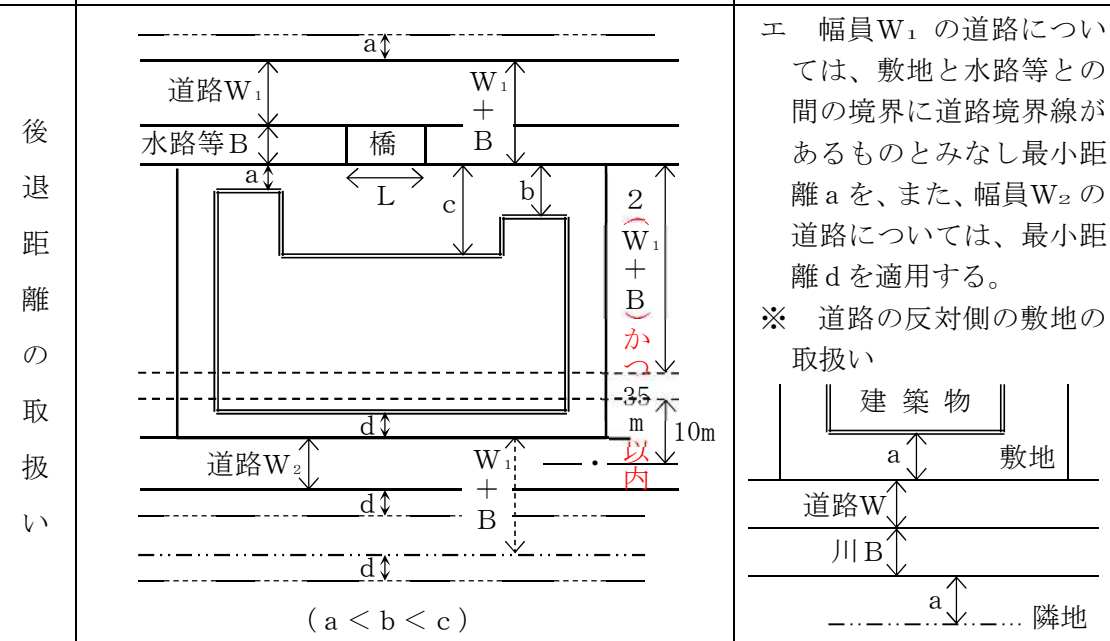 後退距離の取扱い
a
道路W₁
W₁+B
水路等B
橋
a
L
c
b
2(W₁+B)かつ35m以内
d
10m
道路W₂
W₁+B
d
d
(a<b<c)
エ 幅員W₁の道路につい
ては、敷地と水路等との
間の境界に道路境界線が
あるものとみなし最小距
離aを、また、幅員W₂の
道路については、最小距
離dを適用する。
※ 道路の反対側の敷地の
取扱い
建築物
a
敷地
道路W
川B
a
隣地